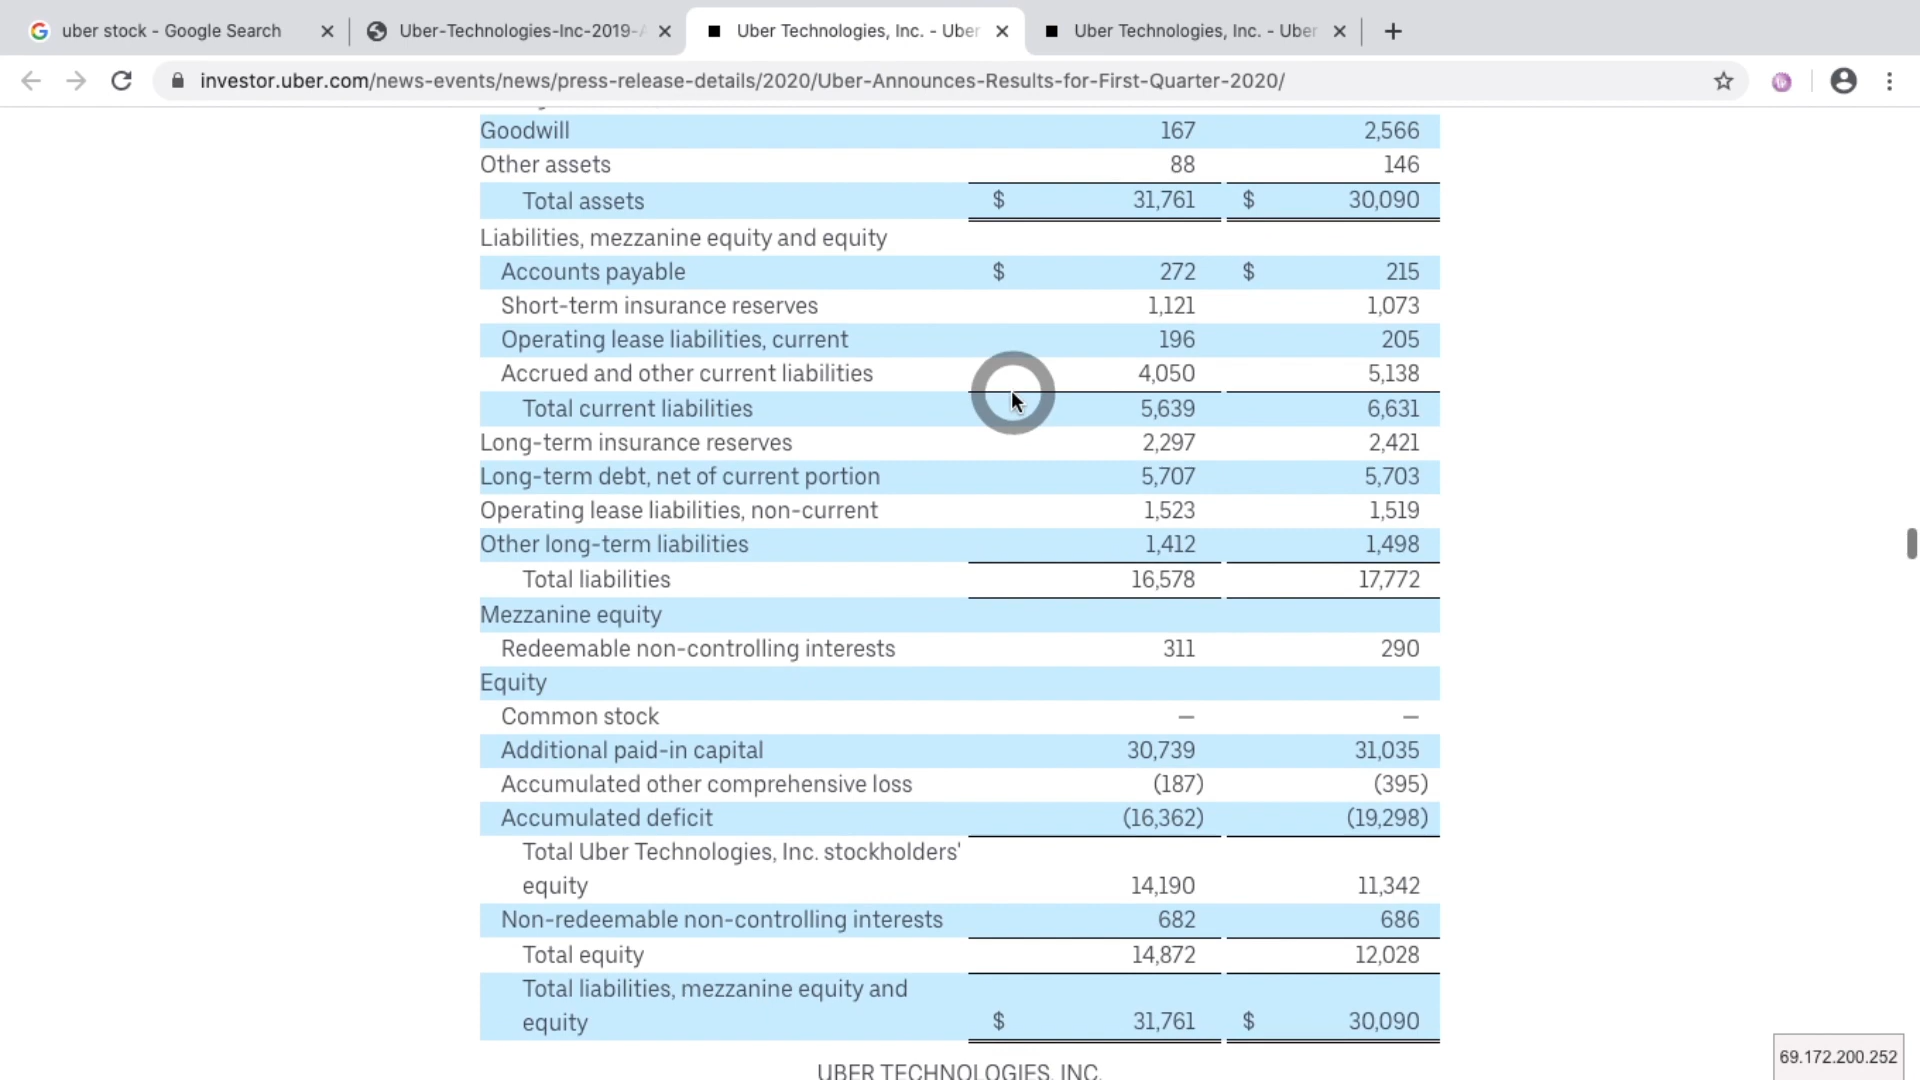 uber stock - Google Search
Uber-Technologies-Inc-2019-A
Uber Technologies, Inc. - Uber
Uber Technologies, Inc. - Uber
investor.uber.com/news-events/news/press-release-details/2020/Uber-Announces-Results-for-First-Quarter-2020/
Goodwill 167 2,566
Other assets 88 146
Total assets $ 31,761 $ 30,090
Liabilities, mezzanine equity and equity
Accounts payable $ 272 $ 215
Short-term insurance reserves 1,121 1,073
Operating lease liabilities, current 196 205
Accrued and other current liabilities 4,050 5,138
Total current liabilities 5,639 6,631
Long-term insurance reserves 2,297 2,421
Long-term debt, net of current portion 5,707 5,703
Operating lease liabilities, non-current 1,523 1,519
Other long-term liabilities 1,412 1,498
Total liabilities 16,578 17,772
Mezzanine equity
Redeemable non-controlling interests 311 290
Equity
Common stock — —
Additional paid-in capital 30,739 31,035
Accumulated other comprehensive loss (187) (395)
Accumulated deficit (16,362) (19,298)
Total Uber Technologies, Inc. stockholders'
equity 14,190 11,342
Non-redeemable non-controlling interests 682 686
Total equity 14,872 12,028
Total liabilities, mezzanine equity and
equity $ 31,761 $ 30,090
UBER TECHNOLOGIES, INC.
69.172.200.252